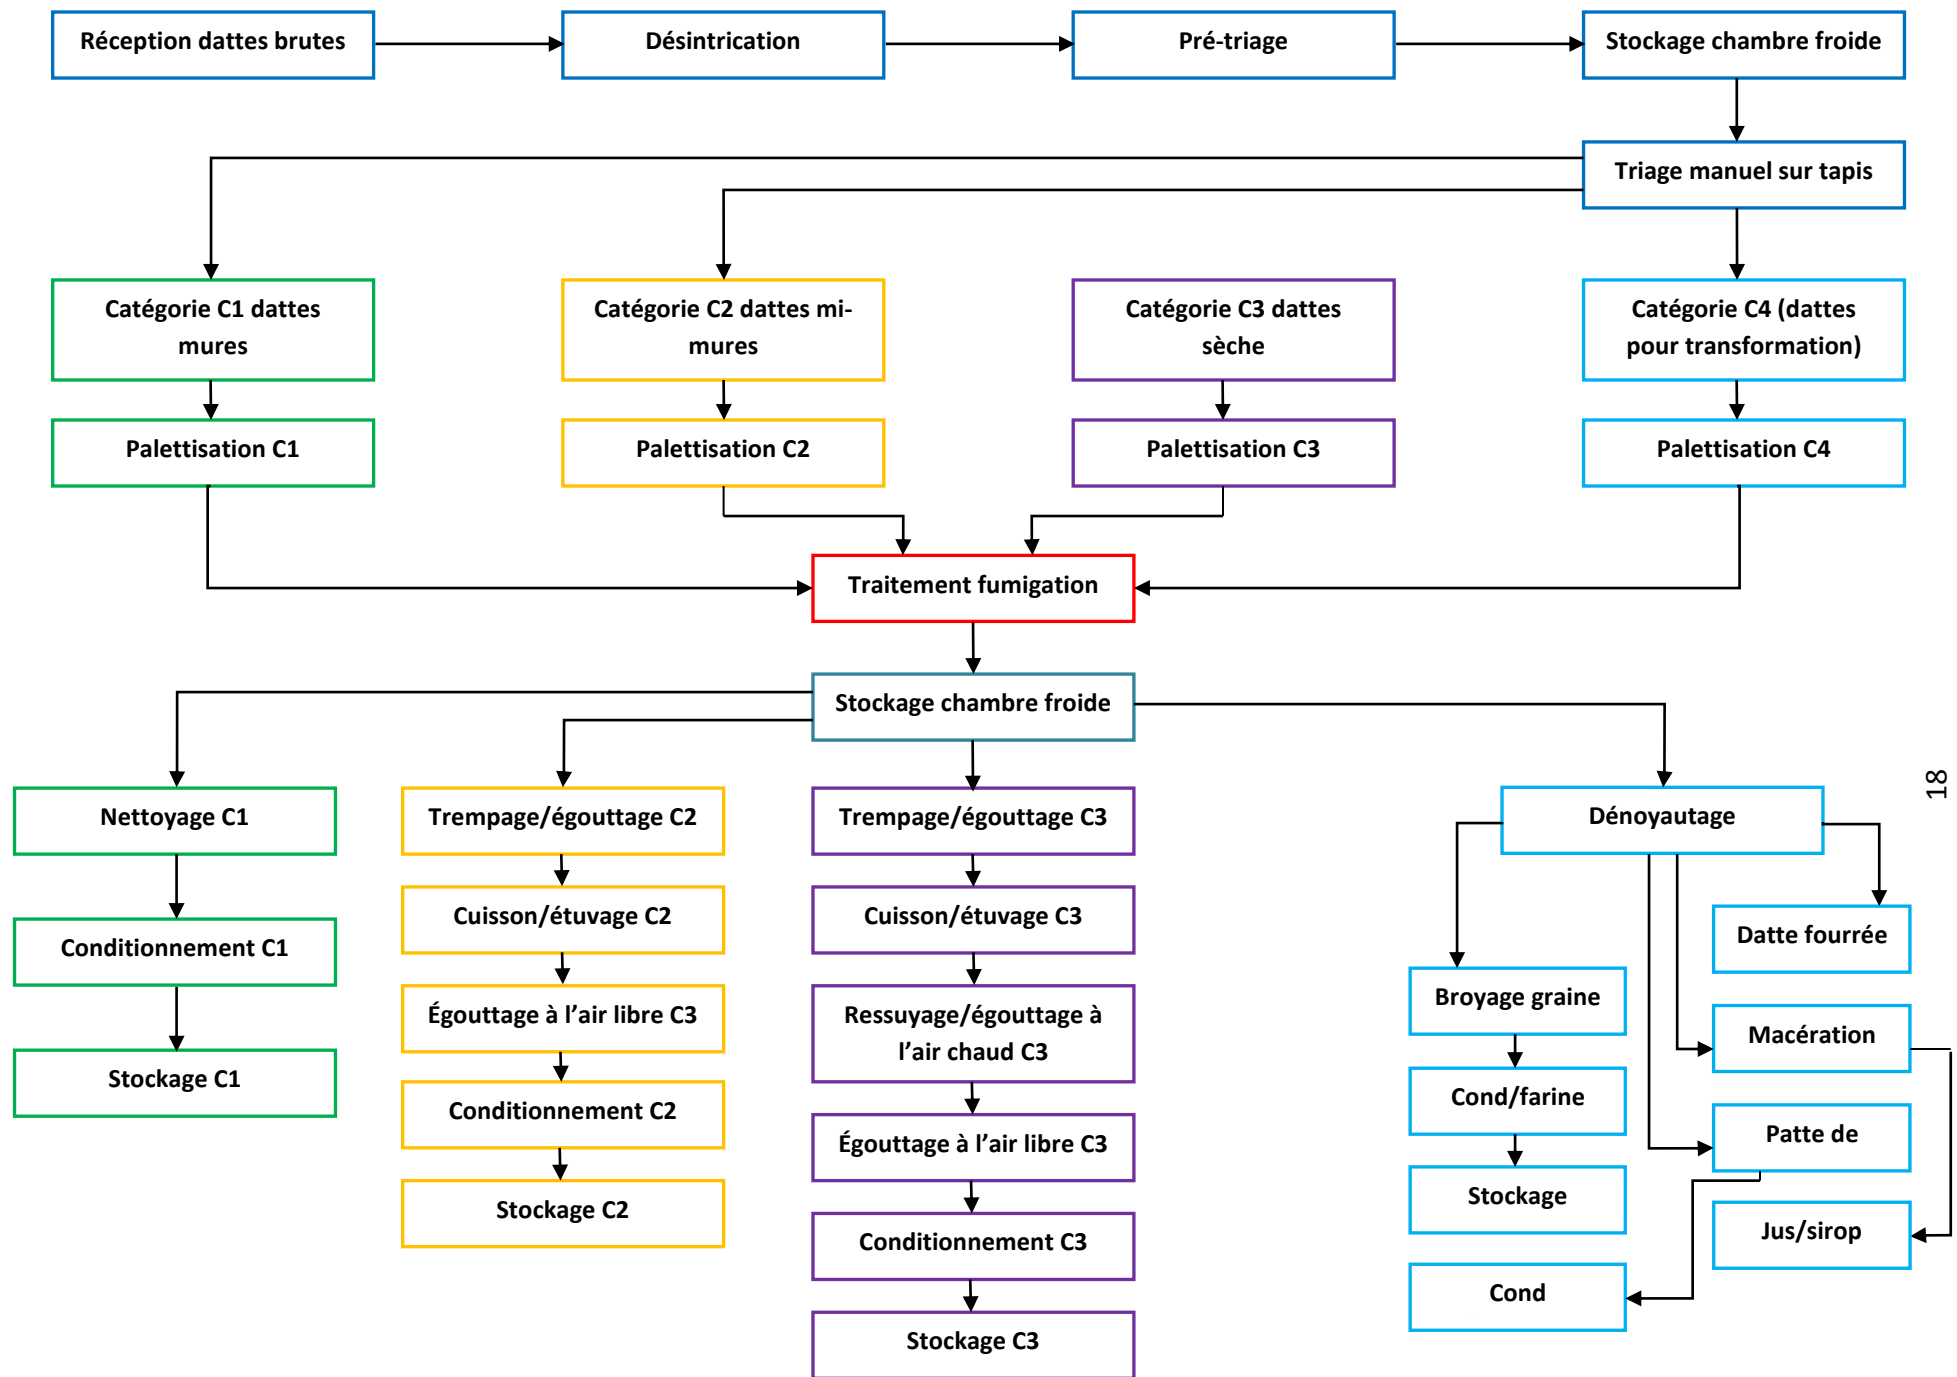 Réception dattes brutes
Désintrication
Pré-triage
Stockage chambre froide
Triage manuel sur tapis
Catégorie C1 dattes
mures
Catégorie C2 dattes mi-
mures
Catégorie C3 dattes
sèche
Catégorie C4 (dattes
pour transformation)
Palettisation C1
Palettisation C2
Palettisation C3
Palettisation C4
Traitement fumigation
Stockage chambre froide
Nettoyage C1
Conditionnement C1
Stockage C1
Trempage/égouttage C2
Cuisson/étuvage C2
Égouttage à l’air libre C3
Conditionnement C2
Stockage C2
Trempage/égouttage C3
Cuisson/étuvage C3
Ressuyage/égouttage à
l’air chaud C3
Égouttage à l’air libre C3
Conditionnement C3
Stockage C3
Dénoyautage
Broyage graine
Cond/farine
Stockage
Cond
Datte fourrée
Macération
Patte de
Jus/sirop
18